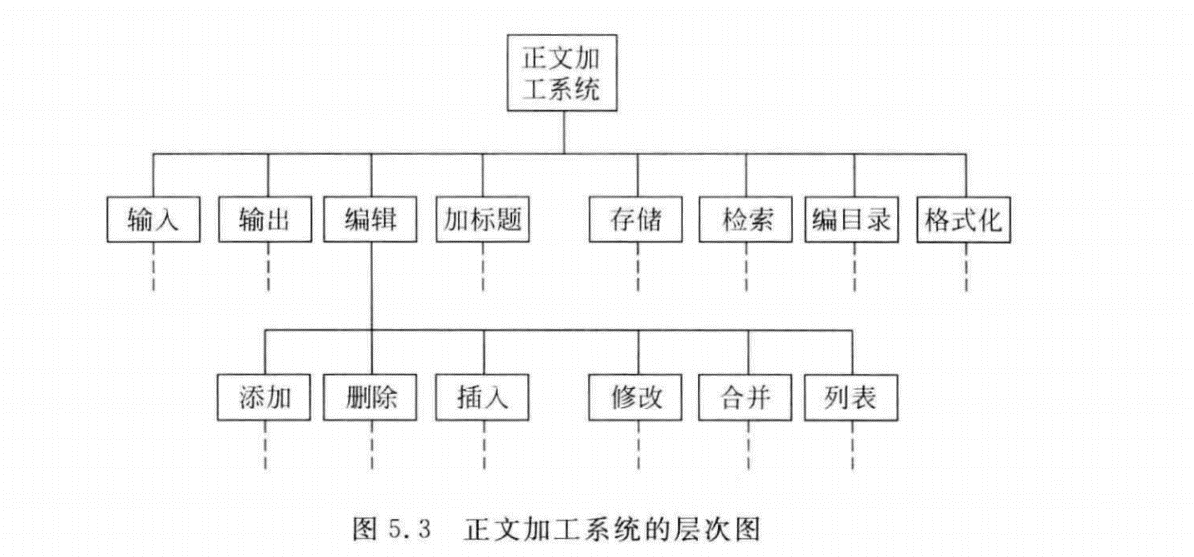 正文加
工系统
输入 输出 编辑 加标题 存储 检索 编目录 格式化
添加 删除 插入 修改 合并 列表
图 5.3 正文加工系统的层次图